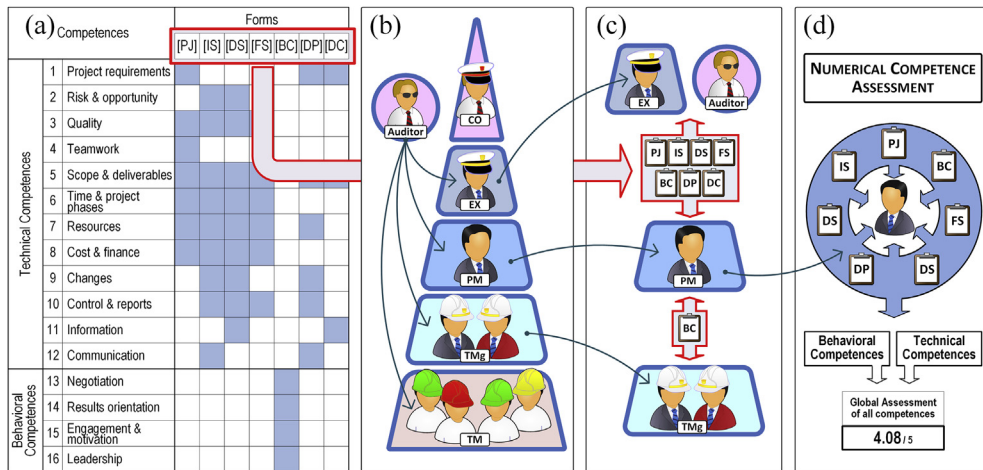 (a)
Competences
Forms
[PJ] [IS] [DS] [FS] [BC] [DP] [DC]
Technical Competences
1 Project requirements
2 Risk & opportunity
3 Quality
4 Teamwork
5 Scope & deliverables
6 Time & project phases
7 Resources
8 Cost & finance
9 Changes
10 Control & reports
11 Information
12 Communication
Behavioral Competences
13 Negotiation
14 Results orientation
15 Engagement & motivation
16 Leadership
(b)
Auditor
CO
EX
PM
TMg
TM
(c)
EX
Auditor
PJ IS DS FS
BC DP DC
PM
BC
TMg
(d)
NUMERICAL COMPETENCE
ASSESSMENT
PJ
IS
BC
DS
FS
DP
DS
Behavioral
Competences
Technical
Competences
Global Assessment
of all competences
4.08 / 5